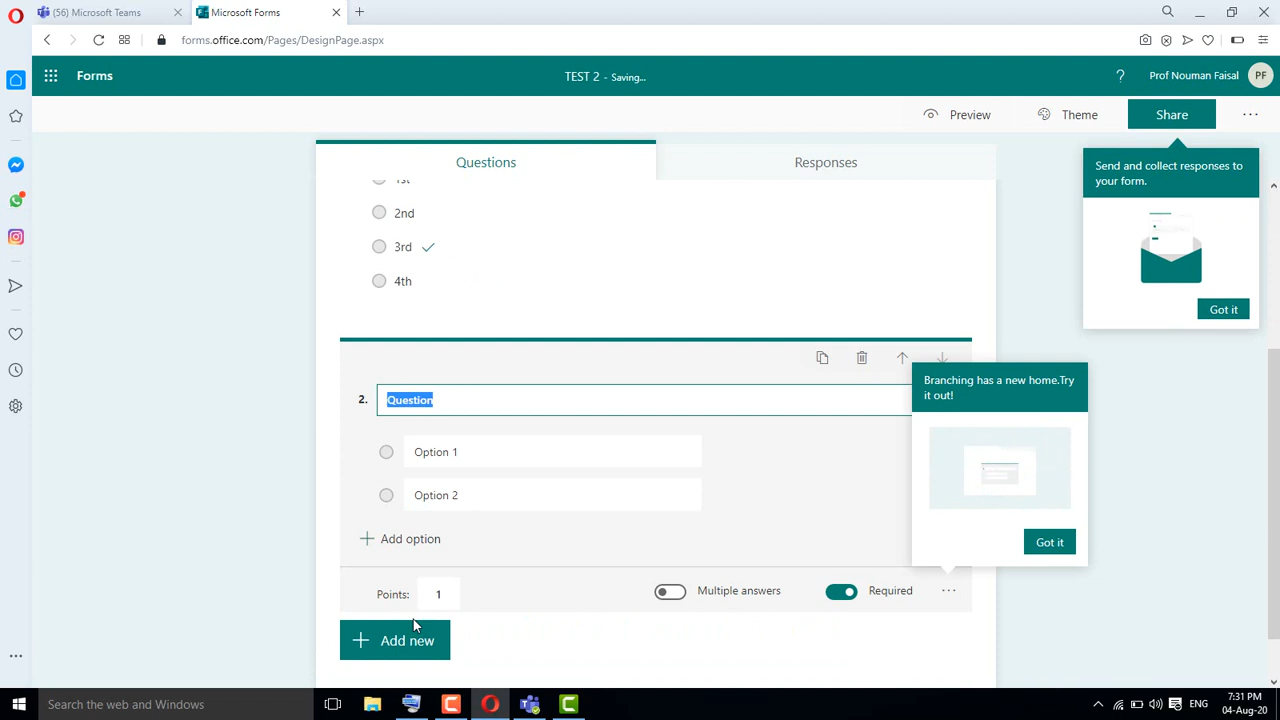 (56) Microsoft Teams
Microsoft Forms
forms.office.com/Pages/DesignPage.aspx
Forms
TEST 2 - Saving...
?
Prof Nouman Faisal
PF
Preview
Theme
Share
Questions
Responses
Send and collect responses to
your form.
Got it
1st
2nd
3rd
4th
2.
Question
Option 1
Option 2
Add option
Branching has a new home.Try
it out!
Got it
Points:
1
Multiple answers
Required
Add new
Search the web and Windows
ENG
7:31 PM
04-Aug-20